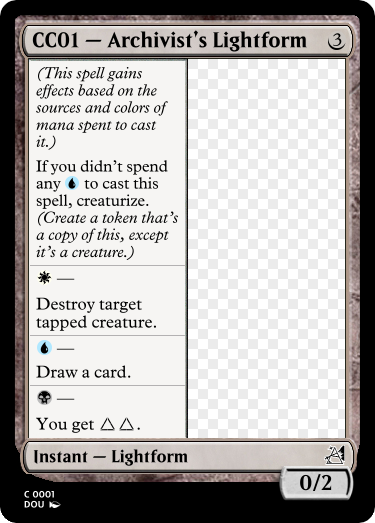 CC01 — Archivist's Lightform 3
(This spell gains
effects based on the
sources and colors of
mana spent to cast
it.)
If you didn't spend
any to cast this
spell, creaturize.
(Create a token that's
a copy of this, except
it's a creature.)
—
Destroy target
tapped creature.
—
Draw a card.
—
You get △△.
Instant — Lightform
0/2
C 0001
DOU